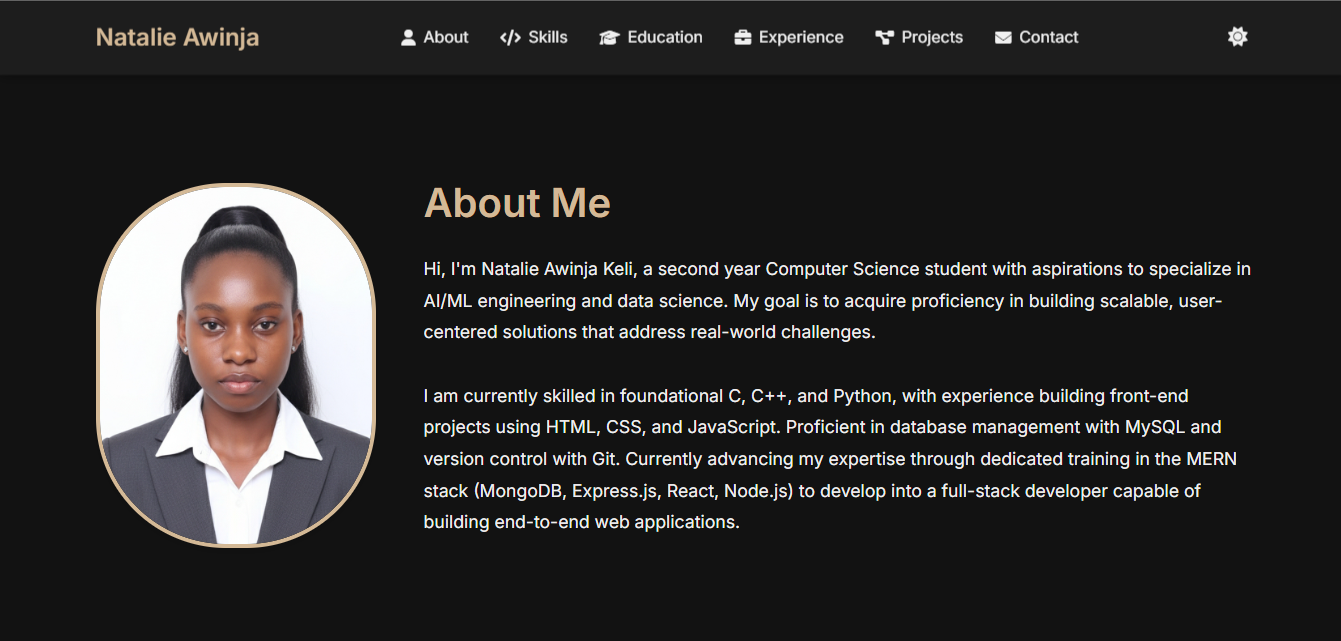 Natalie Awinja
About
Skills
Education
Experience
Projects
Contact
About Me
Hi, I'm Natalie Awinja Keli, a second year Computer Science student with aspirations to specialize in
AI/ML engineering and data science. My goal is to acquire proficiency in building scalable, user-
centered solutions that address real-world challenges.
I am currently skilled in foundational C, C++, and Python, with experience building front-end
projects using HTML, CSS, and JavaScript. Proficient in database management with MySQL and
version control with Git. Currently advancing my expertise through dedicated training in the MERN
stack (MongoDB, Express.js, React, Node.js) to develop into a full-stack developer capable of
building end-to-end web applications.